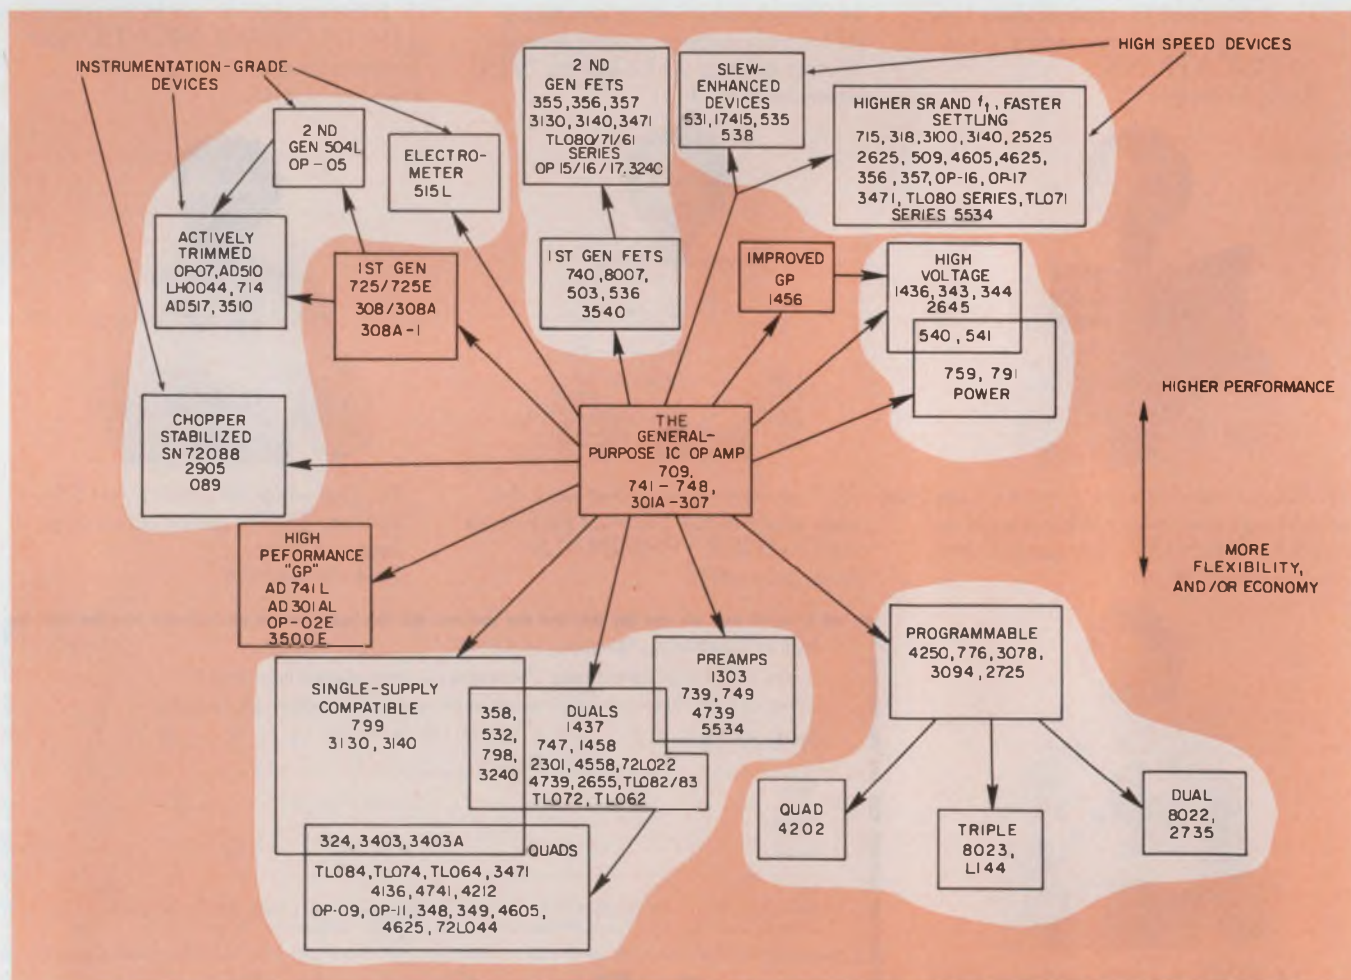 INSTRUMENTATION-GRADE
DEVICES
2 ND
GEN 504L
OP-05
ELECTRO-
METER
515L
2 ND
GEN FETS
355,356,357
3130,3140,3471
TL080/71/61
SERIES
OP 15/16/17.3240
SLEW-
ENHANCED
DEVICES
531,17415,535
538
HIGH SPEED DEVICES
HIGHER SR AND ft, FASTER
SETTLING
715,318,3100,3140,2525
2625,509,4605,4625,
356,357,OP-16,OP-17
3471,TL080 SERIES,TL071
SERIES 5534
ACTIVELY
TRIMMED
OP-07,AD510
LH0044,714
AD517,3510
1ST GEN
725/725E
308/308A
308A-1
1ST GEN FETS
740,8007,
503,536
3540
IMPROVED
GP
1456
HIGH
VOLTAGE
1436,343,344
2645
540,541
759,791
POWER
HIGHER PERFORMANCE
CHOPPER
STABILIZED
SN72088
2905
089
THE
GENERAL-
PURPOSE IC OP AMP
709,
741-748,
301A-307
MORE
FLEXIBILITY,
AND/OR ECONOMY
HIGH
PEFORMANCE
"GP"
AD741L
AD301AL
OP-02E
3500E
SINGLE-SUPPLY
COMPATIBLE
799
3130,3140
358,
532,
798,
3240
DUALS
1437
747,1458
2301,4558,72L022
4739,2655,TL082/83
TL072,TL062
PREAMPS
1303
739,749
4739
5534
324,3403,3403A
QUADS
TL084,TL074,TL064,3471
4136,4741,4212
OP-09,OP-11,348,349,4605,
4625,72L044
PROGRAMMABLE
4250,776,3078,
3094,2725
QUAD
4202
TRIPLE
8023,
L144
DUAL
8022,
2735